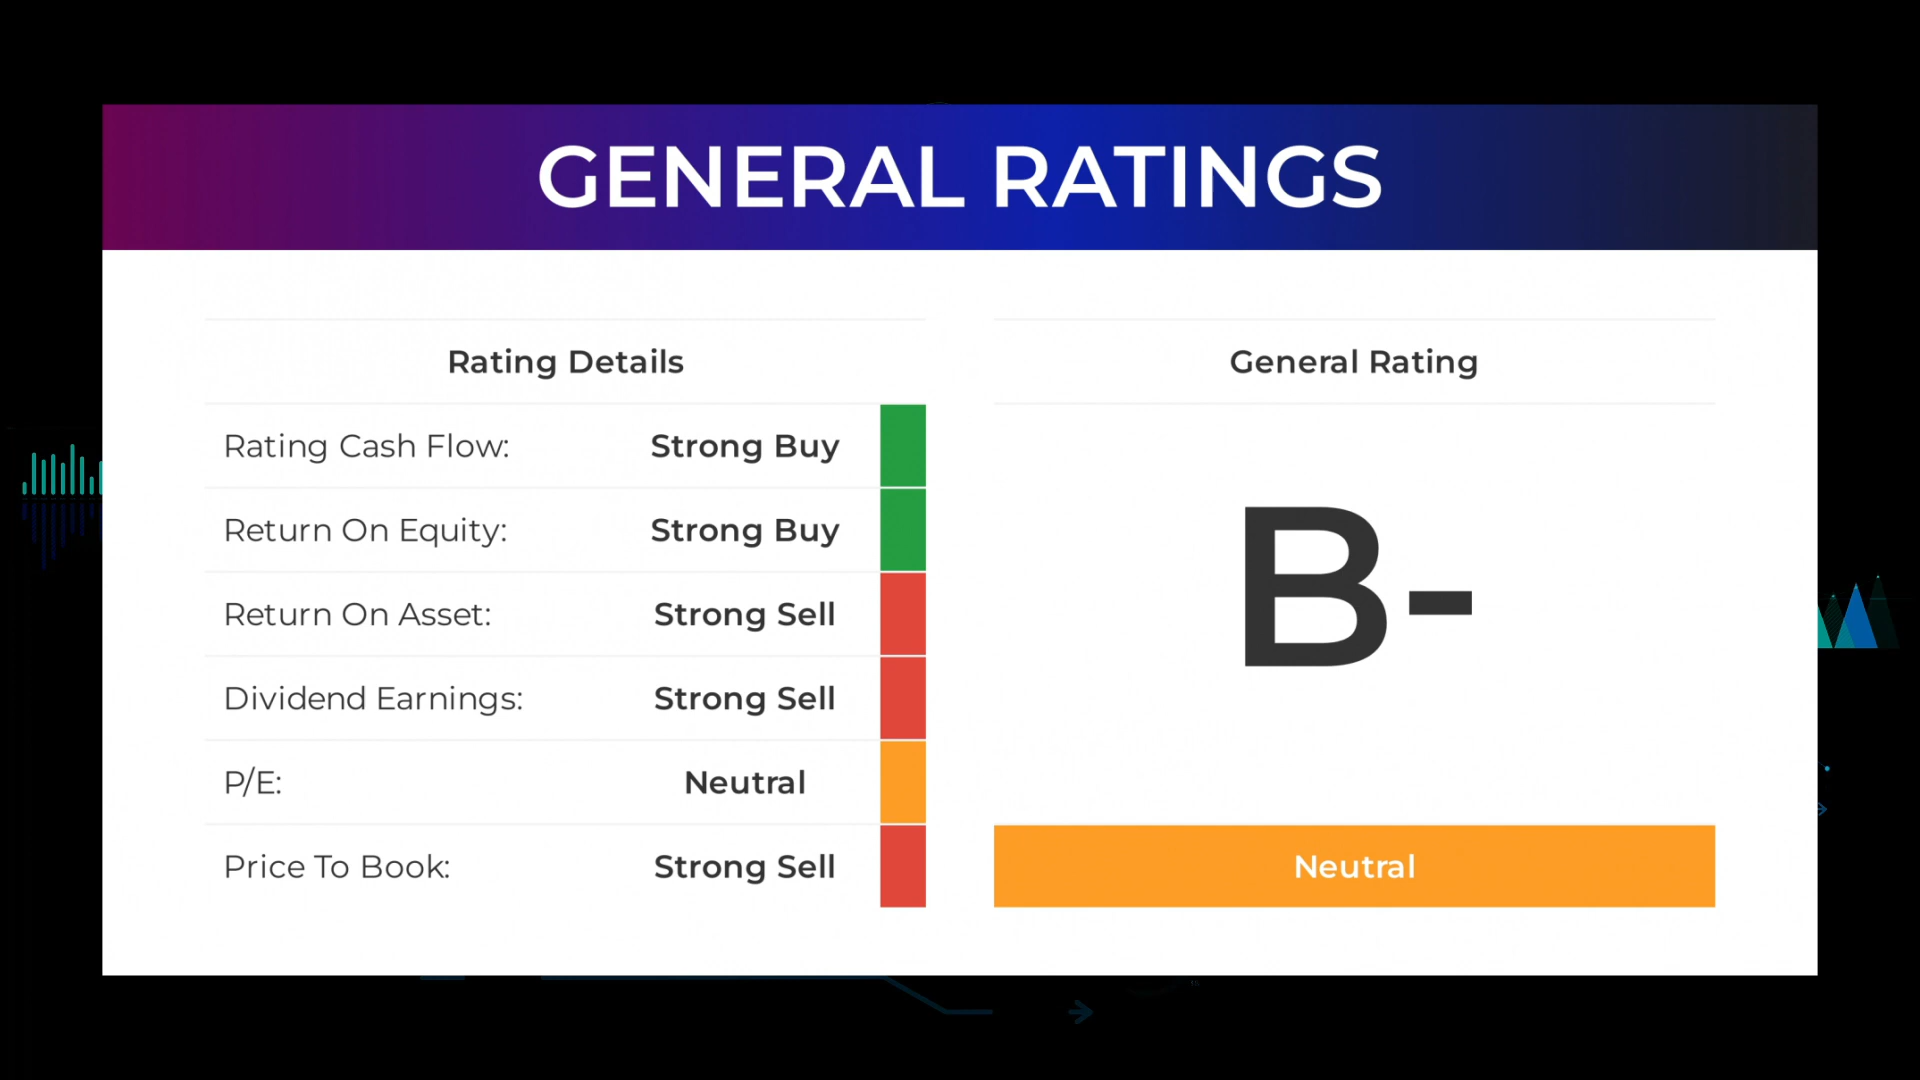 GENERAL RATINGS
Rating Details
Rating Cash Flow: Strong Buy
Return On Equity: Strong Buy
Return On Asset: Strong Sell
Dividend Earnings: Strong Sell
P/E: Neutral
Price To Book: Strong Sell
General Rating
B-
Neutral